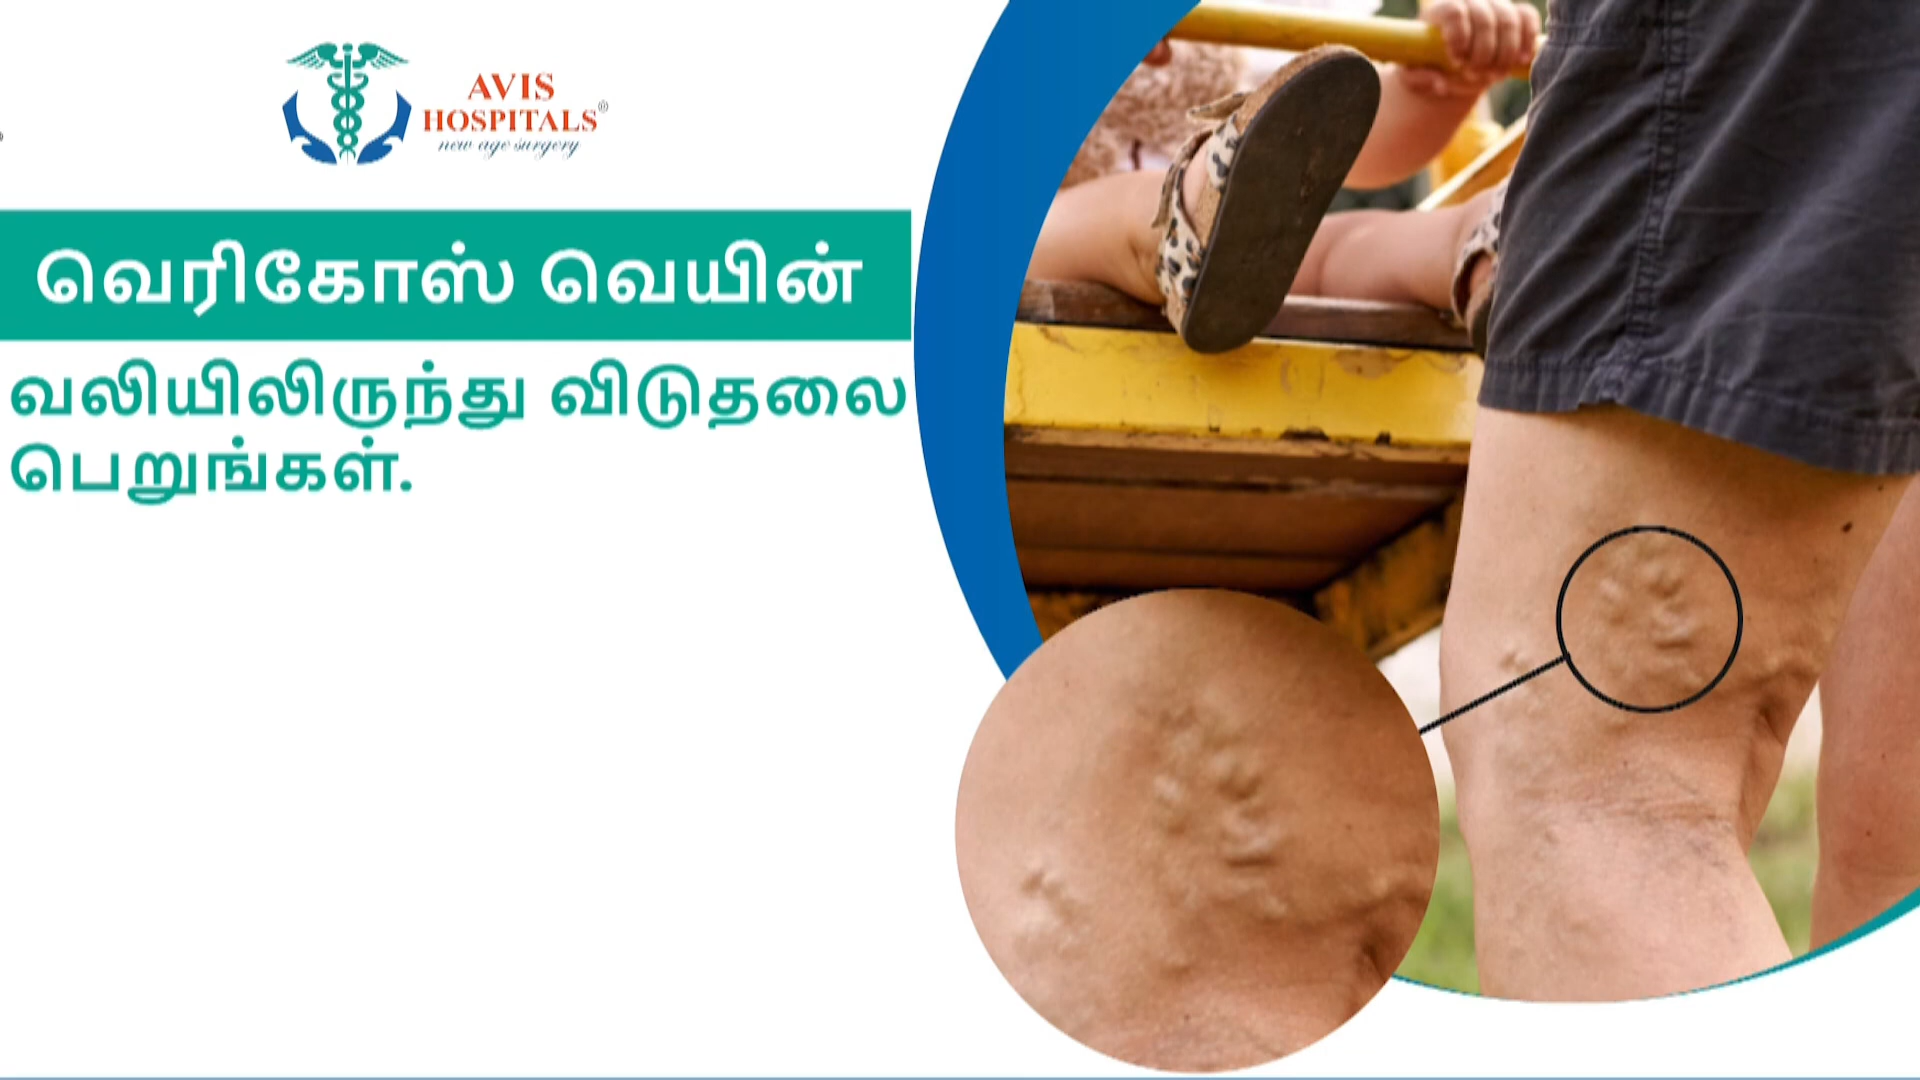 AVIS
HOSPITALS®
new age surgery
வெரிகோஸ் வெயின்
வலியிலிருந்து விடுதலை
பெறுங்கள்.